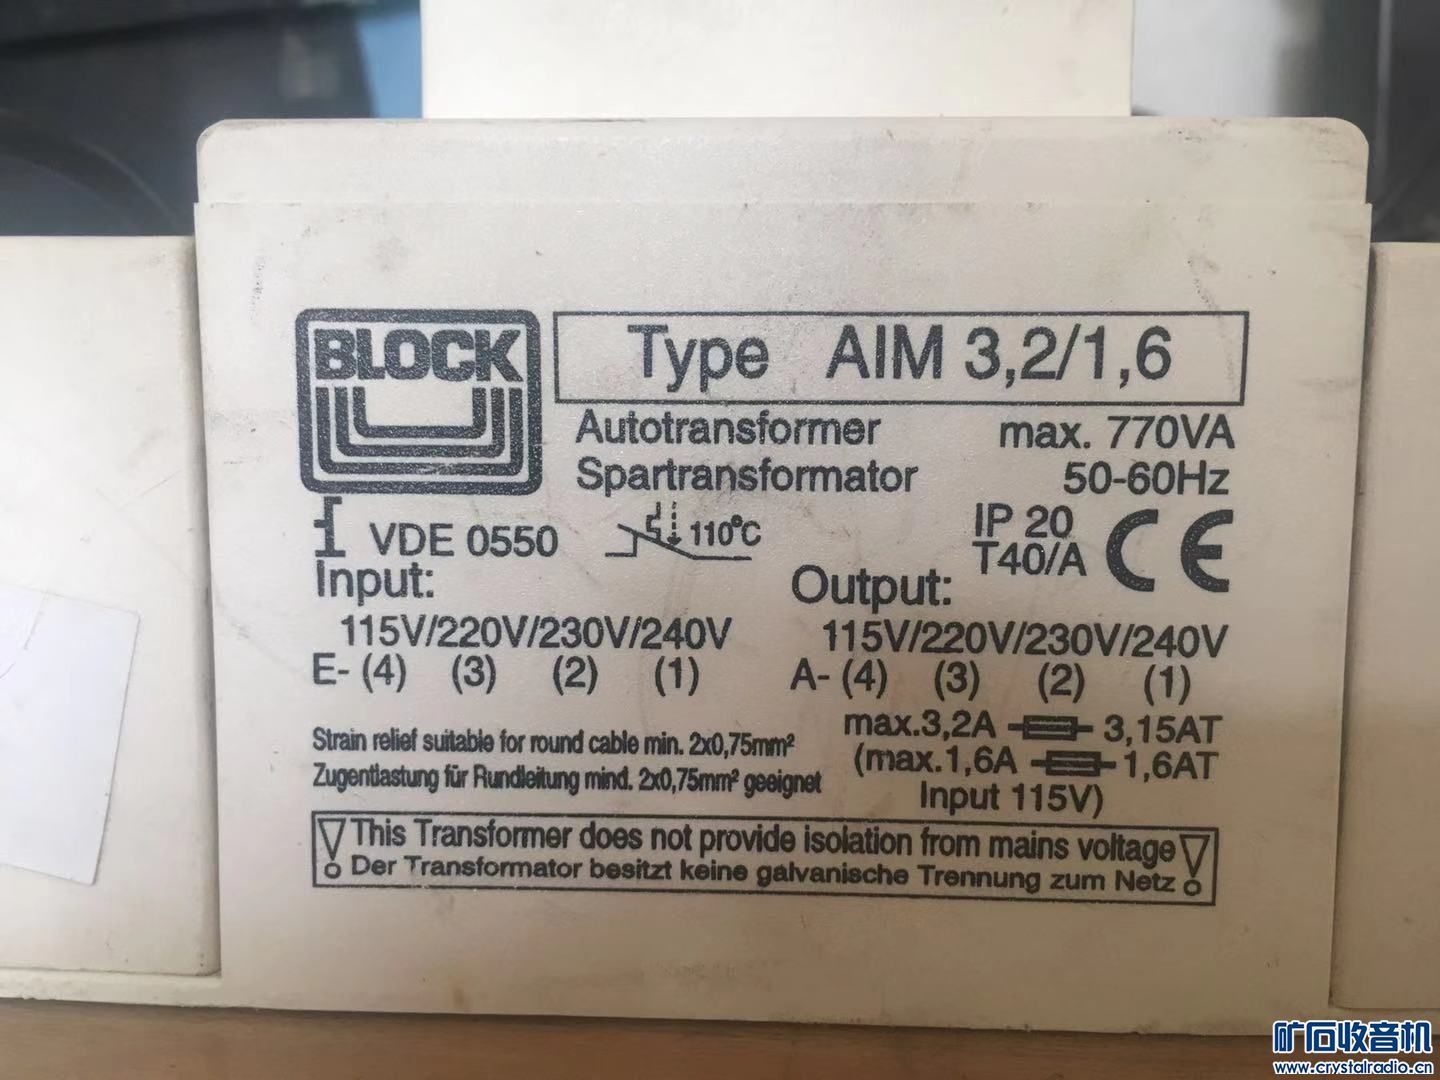 BLOCK
Type AIM 3,2/1,6
Autotransformer max. 770VA
Spartransformator 50-60Hz
VDE 0550 110°C IP 20
T40/A CE
Input: Output:
115V/220V/230V/240V 115V/220V/230V/240V
E- (4) (3) (2) (1) A- (4) (3) (2) (1)
max.3,2A 3,15AT
Strain relief suitable for round cable min. 2x0,75mm² (max.1,6A 1,6AT
Zugentlastung für Rundleitung mind. 2x0,75mm² geeignet Input 115V)
This Transformer does not provide isolation from mains voltage
Der Transformator besitzt keine galvanische Trennung zum Netz
矿石收音机
www.crystalradio.cn